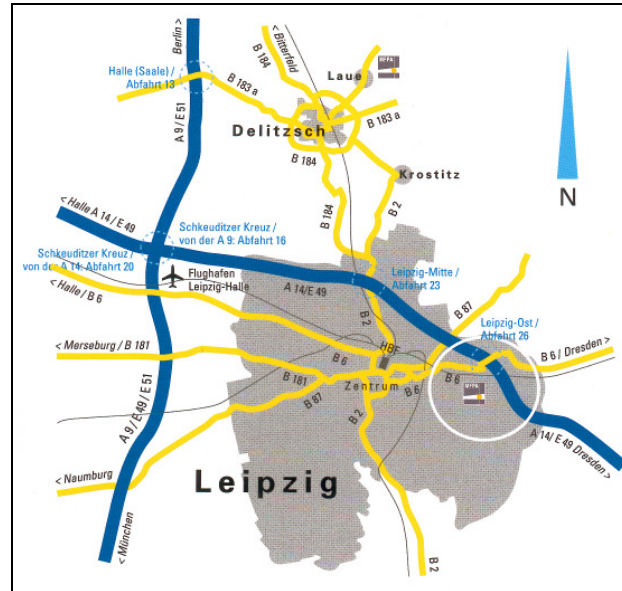 Berlin >
< Bitterfeld
B 184
Laue
MFPA
Halle (Saale) /
Abfahrt 13
B 183 a
A 9 / E 51
Delitzsch
B 183 a
B 184
Krostitz
N
< Halle A 14 / E 49
Schkeuditzer Kreuz /
von der A 9: Abfahrt 16
B 184
B 2
Schkeuditzer Kreuz /
von der A 14: Abfahrt 20
Flughafen
Leipzig-Halle
A 14/E 49
Leipzig-Mitte /
Abfahrt 23
< Halle / B 6
B 87
Leipzig-Ost /
Abfahrt 26
B 2
< Merseburg / B 181
B 6
HBF
B 6 / Dresden >
B 181
Zentrum
B 6
B 6
MFPA
B 87
A 9 / E 49 / E 51
B 2
A 14/ E 49 Dresden >
< Naumburg
Leipzig
< München
B 2